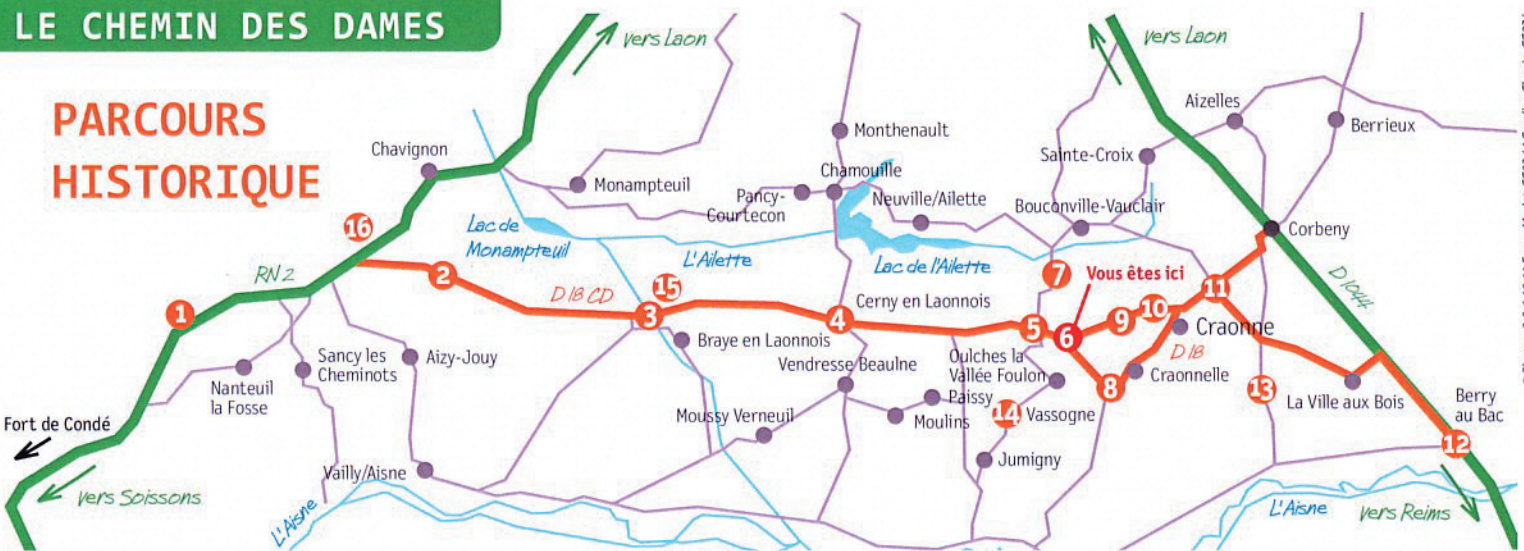 LE CHEMIN DES DAMES
PARCOURS
HISTORIQUE
vers Laon
vers Laon
Chavignon
Monampteuil
Monthenault
Chamouille
Pancy-
Courtecon
Neuville/Ailette
Bouconville-Vauclair
Sainte-Croix
Aizelles
Berrieux
Corbeny
Lac de
Monampteuil
L'Ailette
Lac de l'Ailette
RN 2
D 18 CD
D 1044
D 18
16
1
2
3
15
4
5
6
7
8
9
10
11
12
13
14
Vous êtes ici
Cerny en Laonnois
Braye en Laonnois
Vendresse Beaulne
Oulches la
Vallée Foulon
Craonne
Craonnelle
La Ville aux Bois
Berry
au Bac
Nanteuil
la Fosse
Sancy les
Cheminots
Aizy-Jouy
Moussy Verneuil
Paissy
Moulins
Vassogne
Jumigny
Vailly/Aisne
Fort de Condé
vers Soissons
L'Aisne
L'Aisne
vers Reims